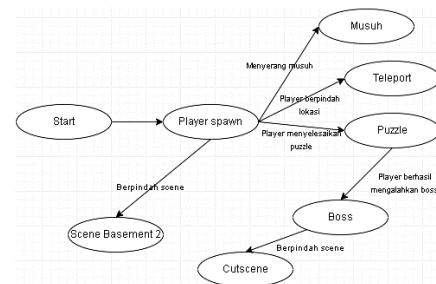 Musuh
Menyerang musuh
Teleport
Player berpindah
lokasi
Start
Player spawn
Player menyelesaikan
puzzle
Puzzle
Player berhasil
mengalahkan boss
Berpindah scene
Boss
Scene Basement 2
Berpindah scene
Cutscene